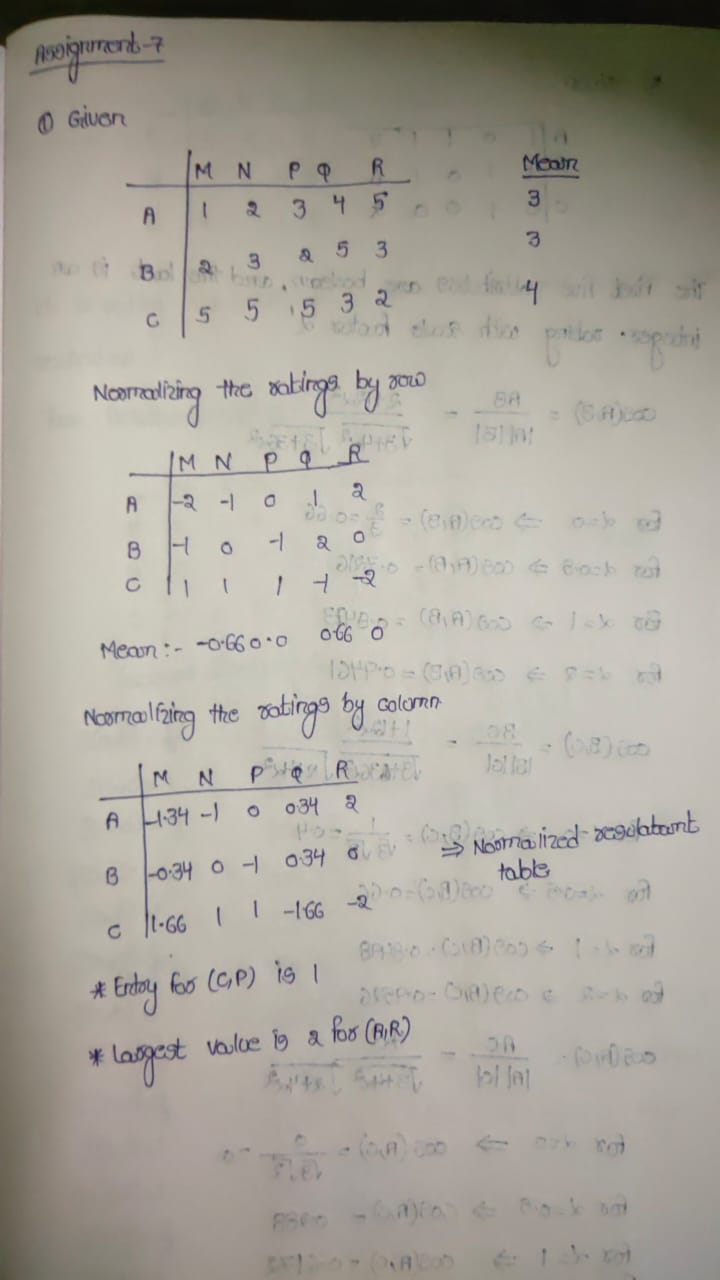 Assignment-7
① Given
M N P Q R Mean
A 1 2 3 4 5 3
B 2 3 2 5 3 3
C 5 5 5 3 2 4
Normalizing the ratings by row
M N P Q R
A -2 -1 0 1 2
B -1 0 -1 2 0
C 1 1 1 -1 -2
Mean :- -0.66 0 0 0.66 0
Normalizing the ratings by column
M N P Q R
A -1.34 -1 0 0.34 2
B -0.34 0 -1 0.34 0 ⇒ Normalized
table
C 1.66 1 1 -1.66 -2
* Entry for (C,P) is 1
* Largest value is 2 for (A,R)